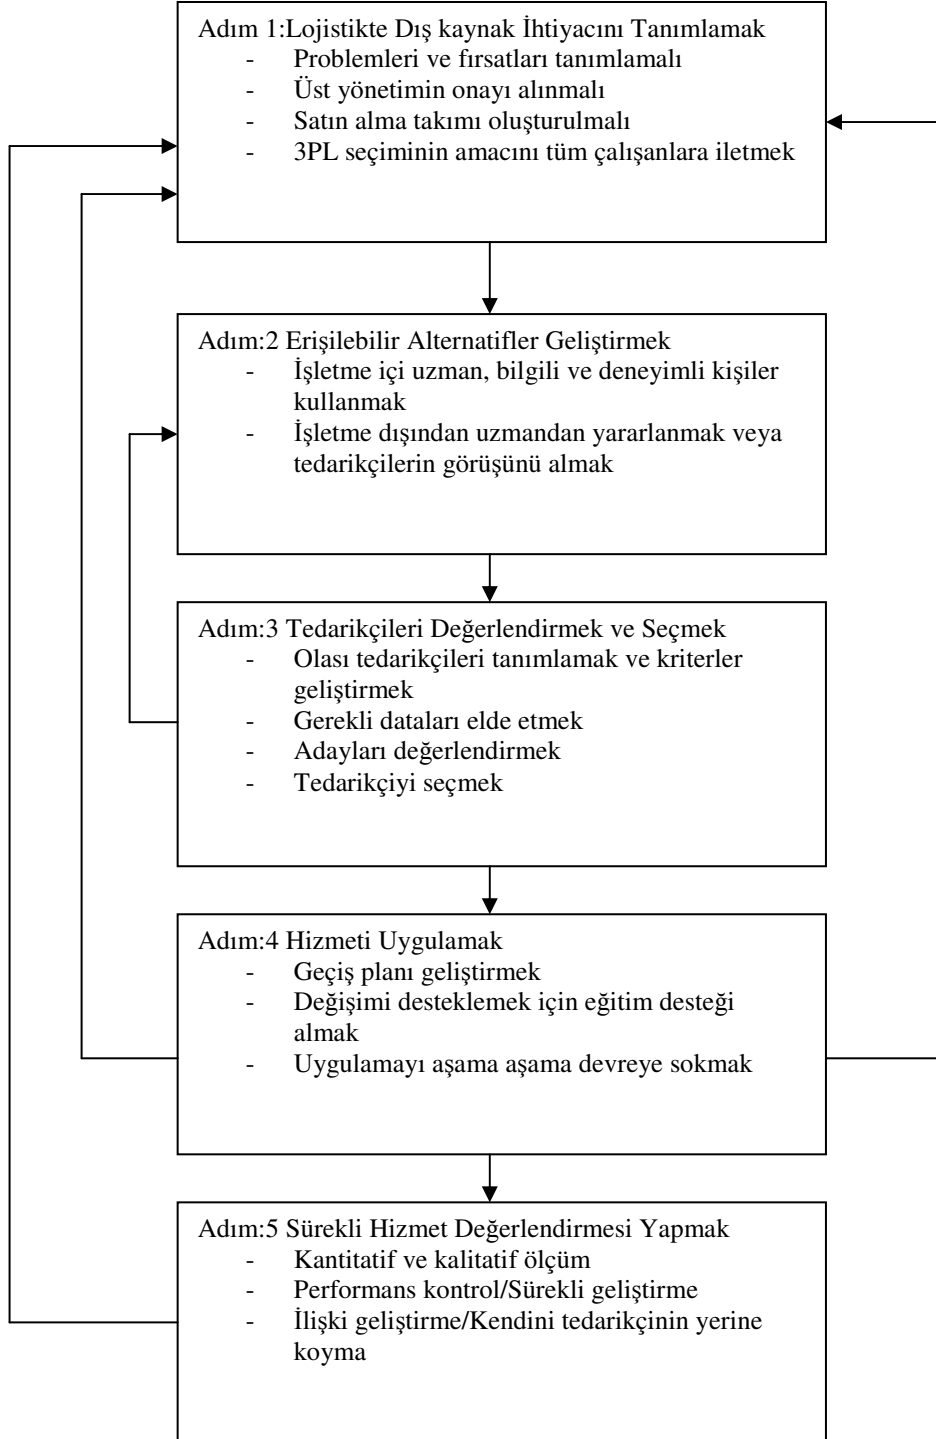 Adım 1:Lojistikte Dış kaynak İhtiyacını Tanımlamak
- Problemleri ve fırsatları tanımlamalı
- Üst yönetimin onayı alınmalı
- Satın alma takımı oluşturulmalı
- 3PL seçiminin amacını tüm çalışanlara iletmek
Adım:2 Erişilebilir Alternatifler Geliştirmek
- İşletme içi uzman, bilgili ve deneyimli kişiler
kullanmak
- İşletme dışından uzmandan yararlanmak veya
tedarikçilerin görüşünü almak
Adım:3 Tedarikçileri Değerlendirmek ve Seçmek
- Olası tedarikçileri tanımlamak ve kriterler
geliştirmek
- Gerekli dataları elde etmek
- Adayları değerlendirmek
- Tedarikçiyi seçmek
Adım:4 Hizmeti Uygulamak
- Geçiş planı geliştirmek
- Değişimi desteklemek için eğitim desteği
almak
- Uygulamayı aşama aşama devreye sokmak
Adım:5 Sürekli Hizmet Değerlendirmesi Yapmak
- Kantitatif ve kalitatif ölçüm
- Performans kontrol/Sürekli geliştirme
- İlişki geliştirme/Kendini tedarikçinin yerine
koyma